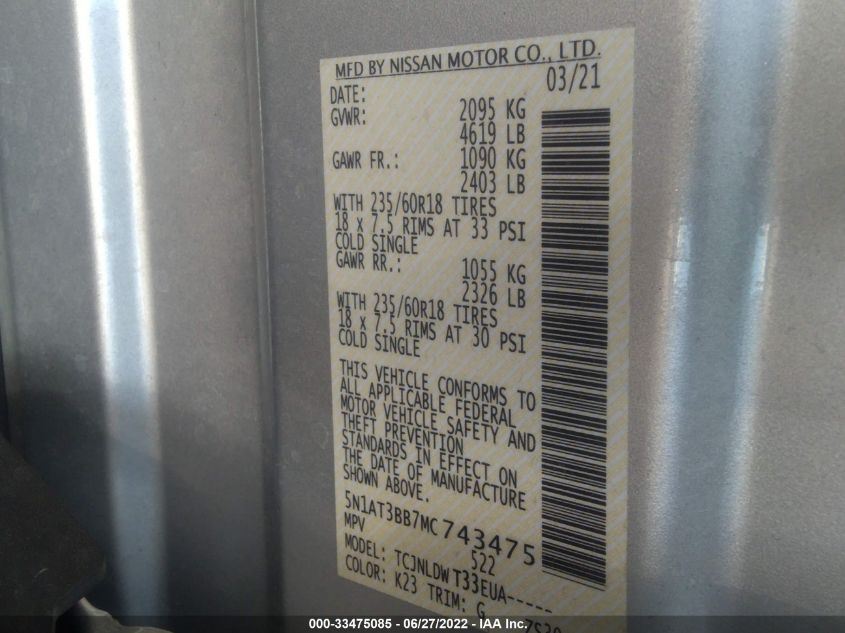 MFD BY NISSAN MOTOR CO., LTD.
DATE: 03/21
GVWR: 2095 KG
4619 LB
GAWR FR.: 1090 KG
2403 LB
WITH 235/60R18 TIRES
18 x 7.5 RIMS AT 33 PSI
COLD SINGLE
GAWR RR.: 1055 KG
2326 LB
WITH 235/60R18 TIRES
18 x 7.5 RIMS AT 30 PSI
COLD SINGLE
THIS VEHICLE CONFORMS TO
ALL APPLICABLE FEDERAL
MOTOR VEHICLE SAFETY AND
THEFT PREVENTION
STANDARDS IN EFFECT ON
THE DATE OF MANUFACTURE
SHOWN ABOVE.
5N1AT3BB7MC 743475
MPV 522
MODEL: TCJNLDW T33EUA-----
COLOR: K23 TRIM: G
000-33475085 - 06/27/2022 - IAA Inc.